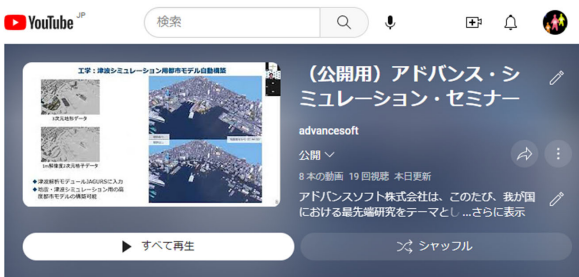 YouTube JP
検索
工学：津波シミュレーション用都市モデル自動構築
3次元地形データ
1m解像度2次元格子データ
◆津波解析モジュールJAGURSに入力
◆地震・津波シミュレーション用の高
度都市モデルの構築可能
（公開用）アドバンス・シ
ミュレーション・セミナー
advancesoft
公開
8 本の動画 19 回視聴 本日更新
アドバンスソフト株式会社は、このたび、我が国
における最先端研究をテーマとし ...さらに表示
すべて再生
シャッフル